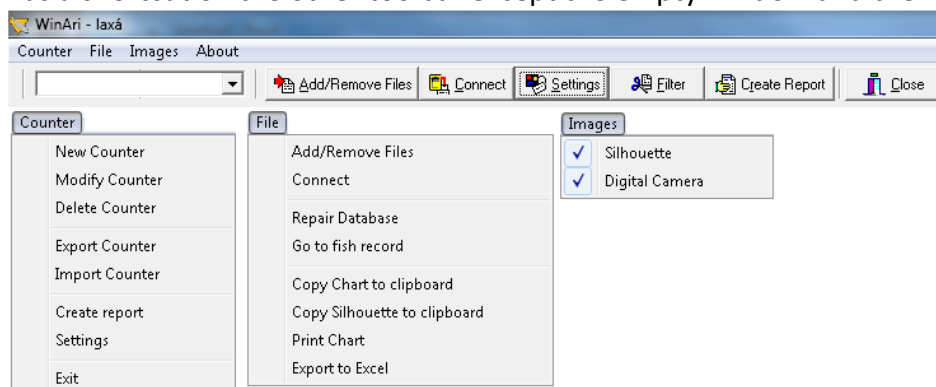 WinAri - laxá
Counter File Images About
Add/Remove Files Connect Settings Filter Create Report Close
Counter File Images
New Counter Add/Remove Files Silhouette
Modify Counter Connect Digital Camera
Delete Counter
Repair Database
Export Counter Go to fish record
Import Counter
Copy Chart to clipboard
Create report Copy Silhouette to clipboard
Settings Print Chart
Export to Excel
Exit